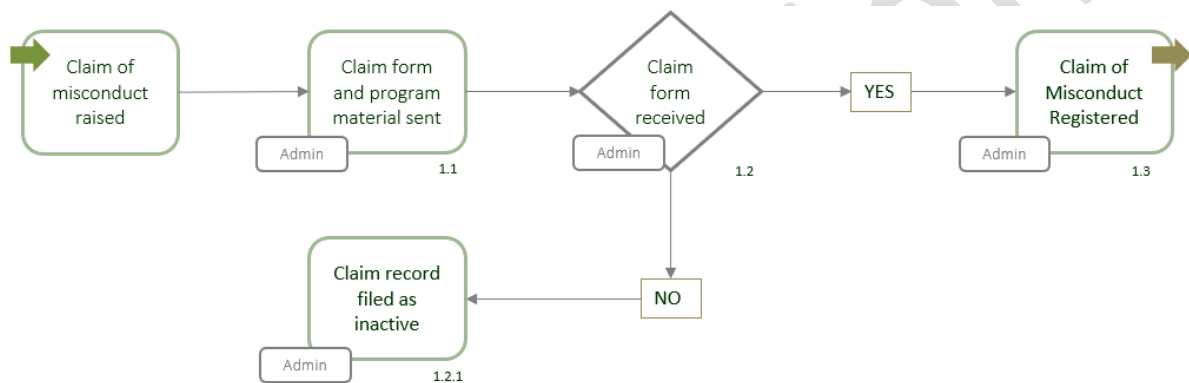 Claim of
misconduct
raised
Claim form
and program
material sent
Admin
1.1
Claim
form
received
Admin
1.2
YES
Claim of
Misconduct
Registered
Admin
1.3
NO
Claim record
filed as
inactive
Admin
1.2.1